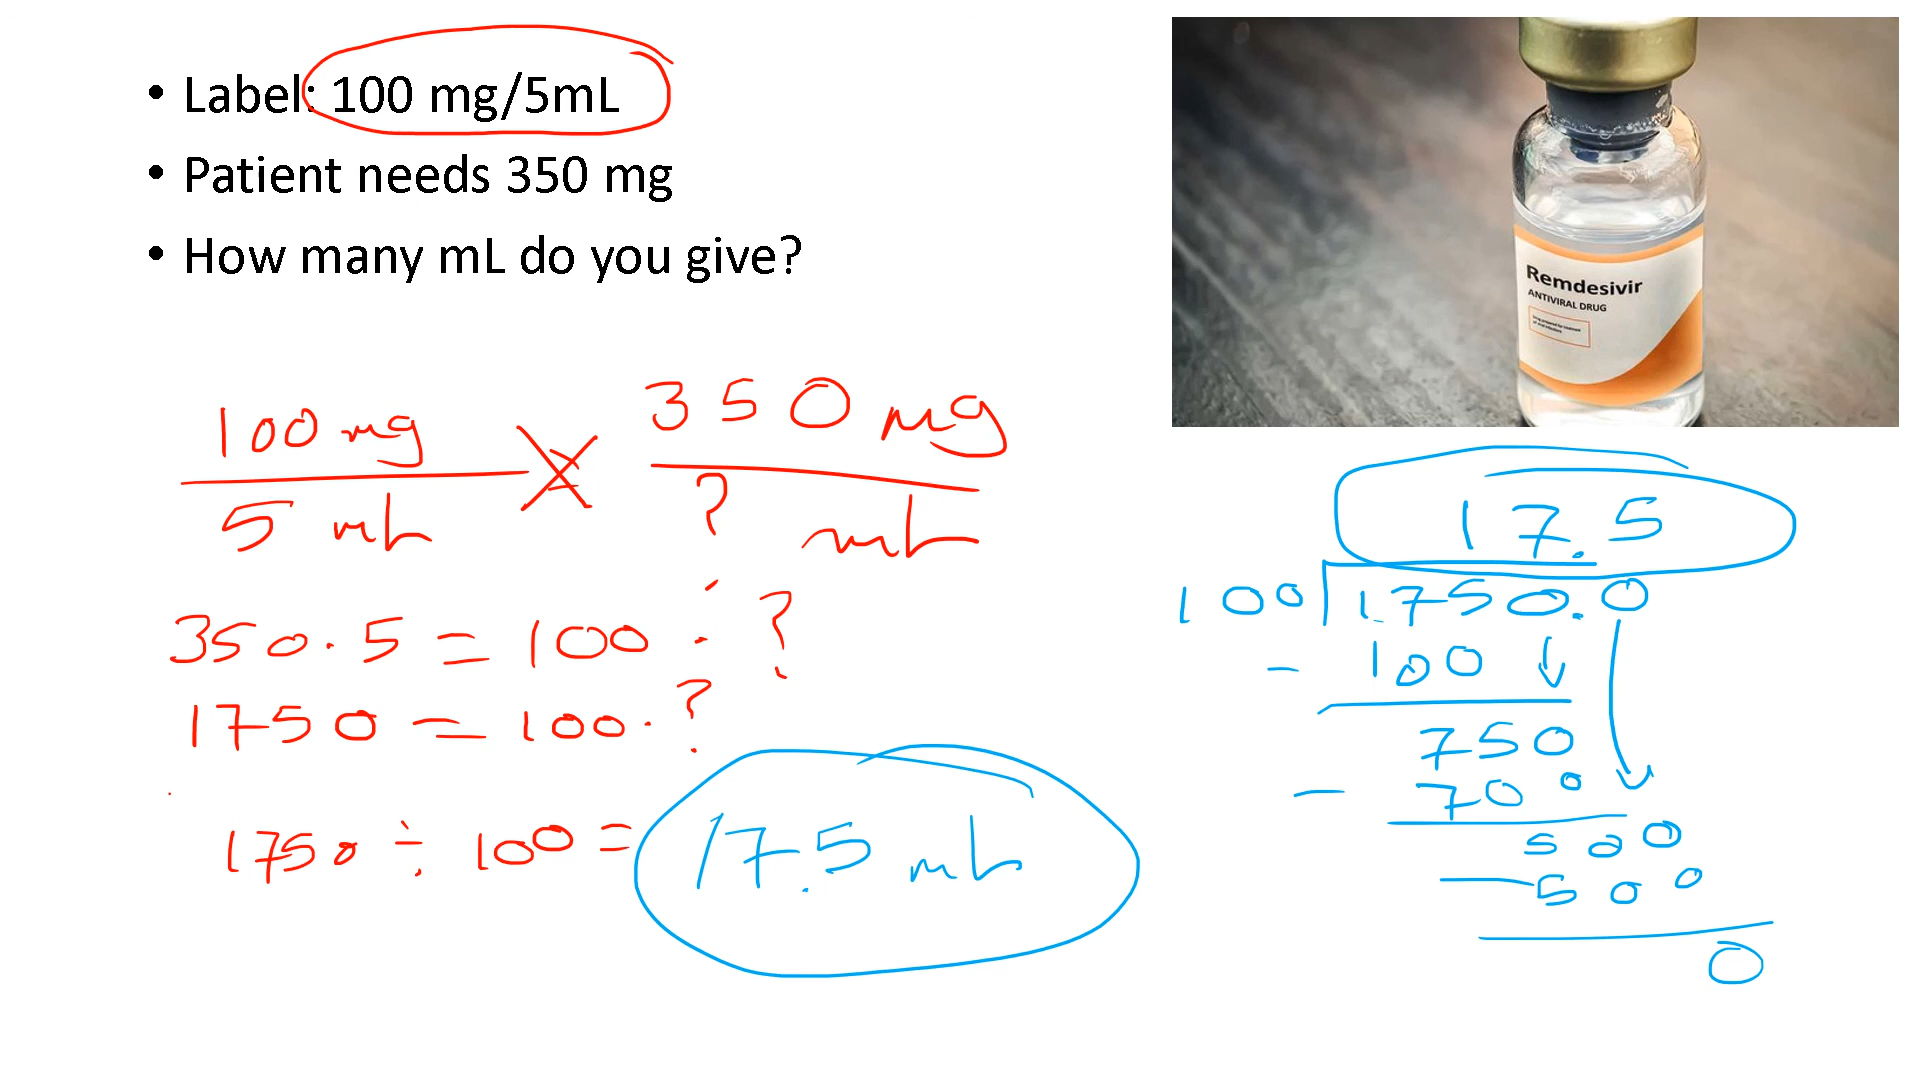 • Label: 100 mg/5mL
• Patient needs 350 mg
• How many mL do you give?
Remdesivir
ANTIVIRAL DRUG
100 mg
5 mL
=
350 mg
? mL
350 · 5 = 100 · ?
1750 = 100 · ?
1750 ÷ 100 = 17.5 mL
17.5
100 1750.0
- 100
750
- 700
500
- 500
0